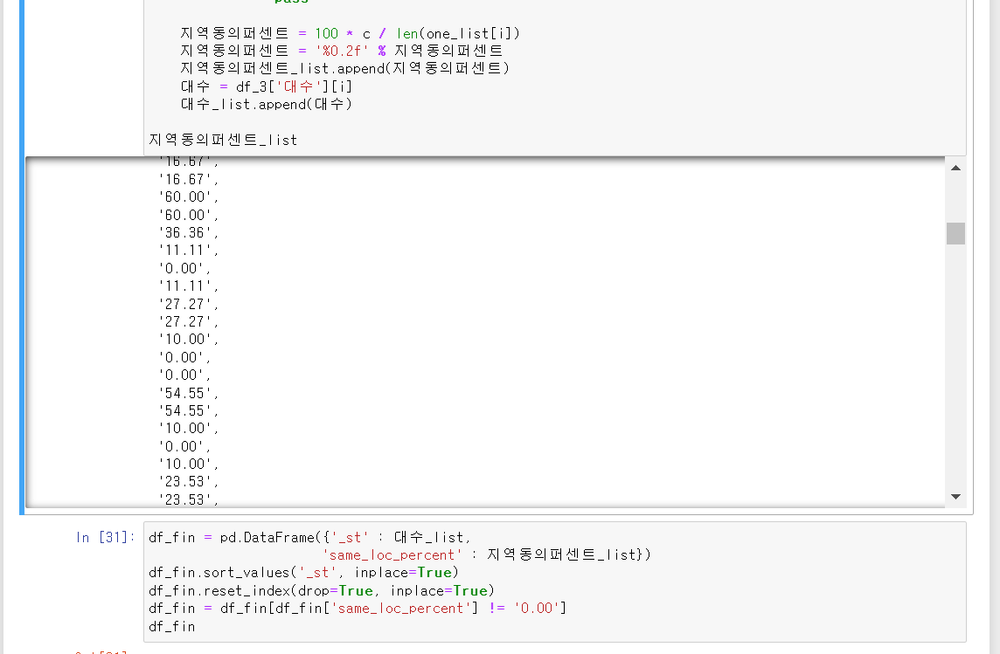 pass
지역동의퍼센트 = 100 * c / len(one_list[i])
지역동의퍼센트 = '%0.2f' % 지역동의퍼센트
지역동의퍼센트_list.append(지역동의퍼센트)
대수 = df_3['대수'][i]
대수_list.append(대수)
지역동의퍼센트_list
'16.67',
'16.67',
'60.00',
'60.00',
'36.36',
'11.11',
'0.00',
'11.11',
'27.27',
'27.27',
'10.00',
'0.00',
'0.00',
'54.55',
'54.55',
'10.00',
'0.00',
'10.00',
'23.53',
'23.53',
In [31]: df_fin = pd.DataFrame({'_st' : 대수_list,
'same_loc_percent' : 지역동의퍼센트_list})
df_fin.sort_values('_st', inplace=True)
df_fin.reset_index(drop=True, inplace=True)
df_fin = df_fin[df_fin['same_loc_percent'] != '0.00']
df_fin